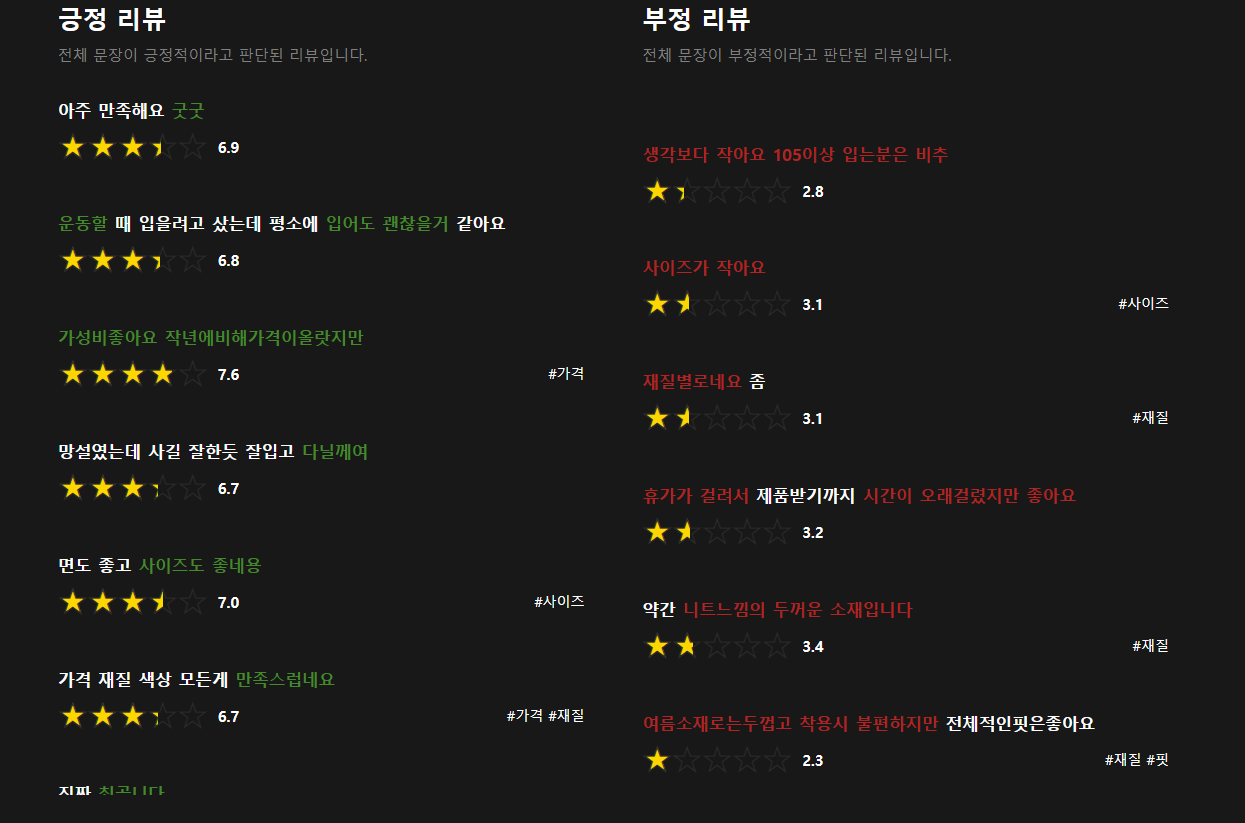 긍정 리뷰
전체 문장이 긍정적이라고 판단된 리뷰입니다.
아주 만족해요 굿굿
6.9
운동할 때 입을려고 샀는데 평소에 입어도 괜찮을거 같아요
6.8
가성비좋아요 작년에비해가격이올랏지만
7.6 #가격
망설였는데 사길 잘한듯 잘입고 다닐께여
6.7
면도 좋고 사이즈도 좋네용
7.0 #사이즈
가격 재질 색상 모든게 만족스럽네요
6.7 #가격 #재질
진짜 최고니다
부정 리뷰
전체 문장이 부정적이라고 판단된 리뷰입니다.
생각보다 작아요 105이상 입는분은 비추
2.8
사이즈가 작아요
3.1 #사이즈
재질별로네요 좀
3.1 #재질
휴가가 걸려서 제품받기까지 시간이 오래걸렸지만 좋아요
3.2
약간 니트느낌의 두꺼운 소재입니다
3.4 #재질
여름소재로는두껍고 착용시 불편하지만 전체적인핏은좋아요
2.3 #재질 #핏